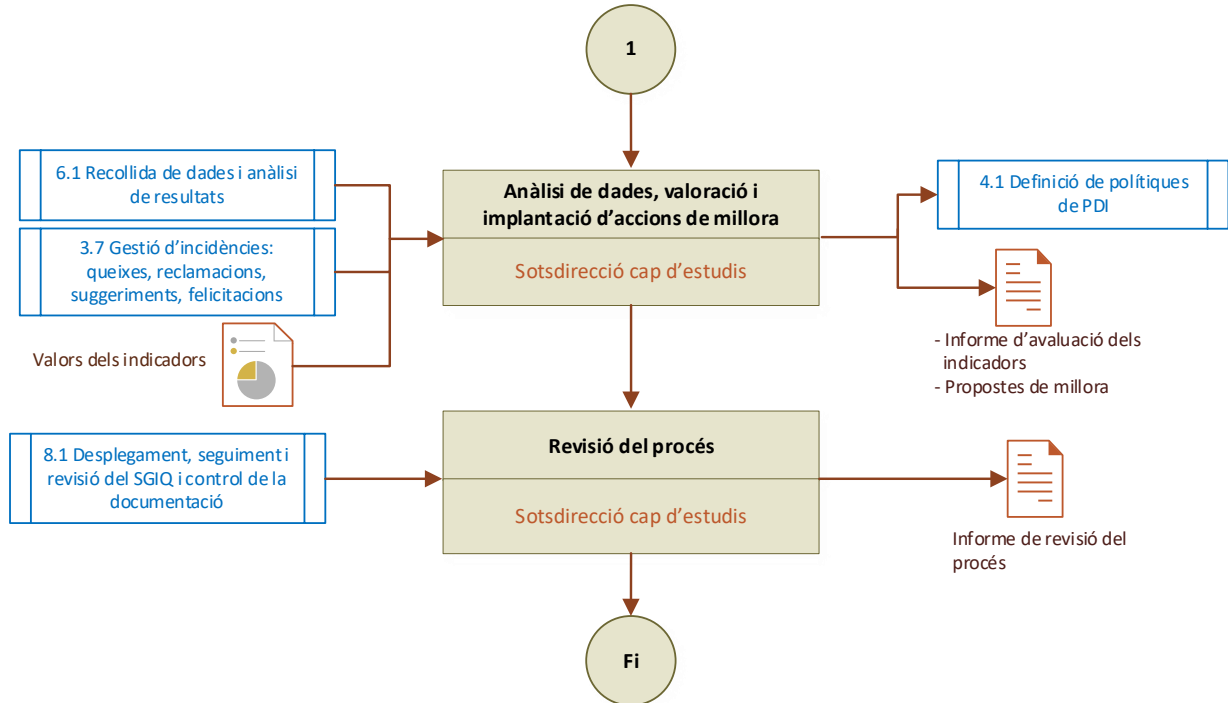 1
6.1 Recollida de dades i anàlisi
de resultats
3.7 Gestió d'incidències:
queixes, reclamacions,
suggeriments, felicitacions
Valors dels indicadors
Anàlisi de dades, valoració i
implantació d'accions de millora
Sotsdirecció cap d'estudis
4.1 Definició de polítiques
de PDI
- Informe d'avaluació dels
indicadors
- Propostes de millora
8.1 Desplegament, seguiment i
revisió del SGIQ i control de la
documentació
Revisió del procés
Sotsdirecció cap d'estudis
Informe de revisió del
procés
Fi